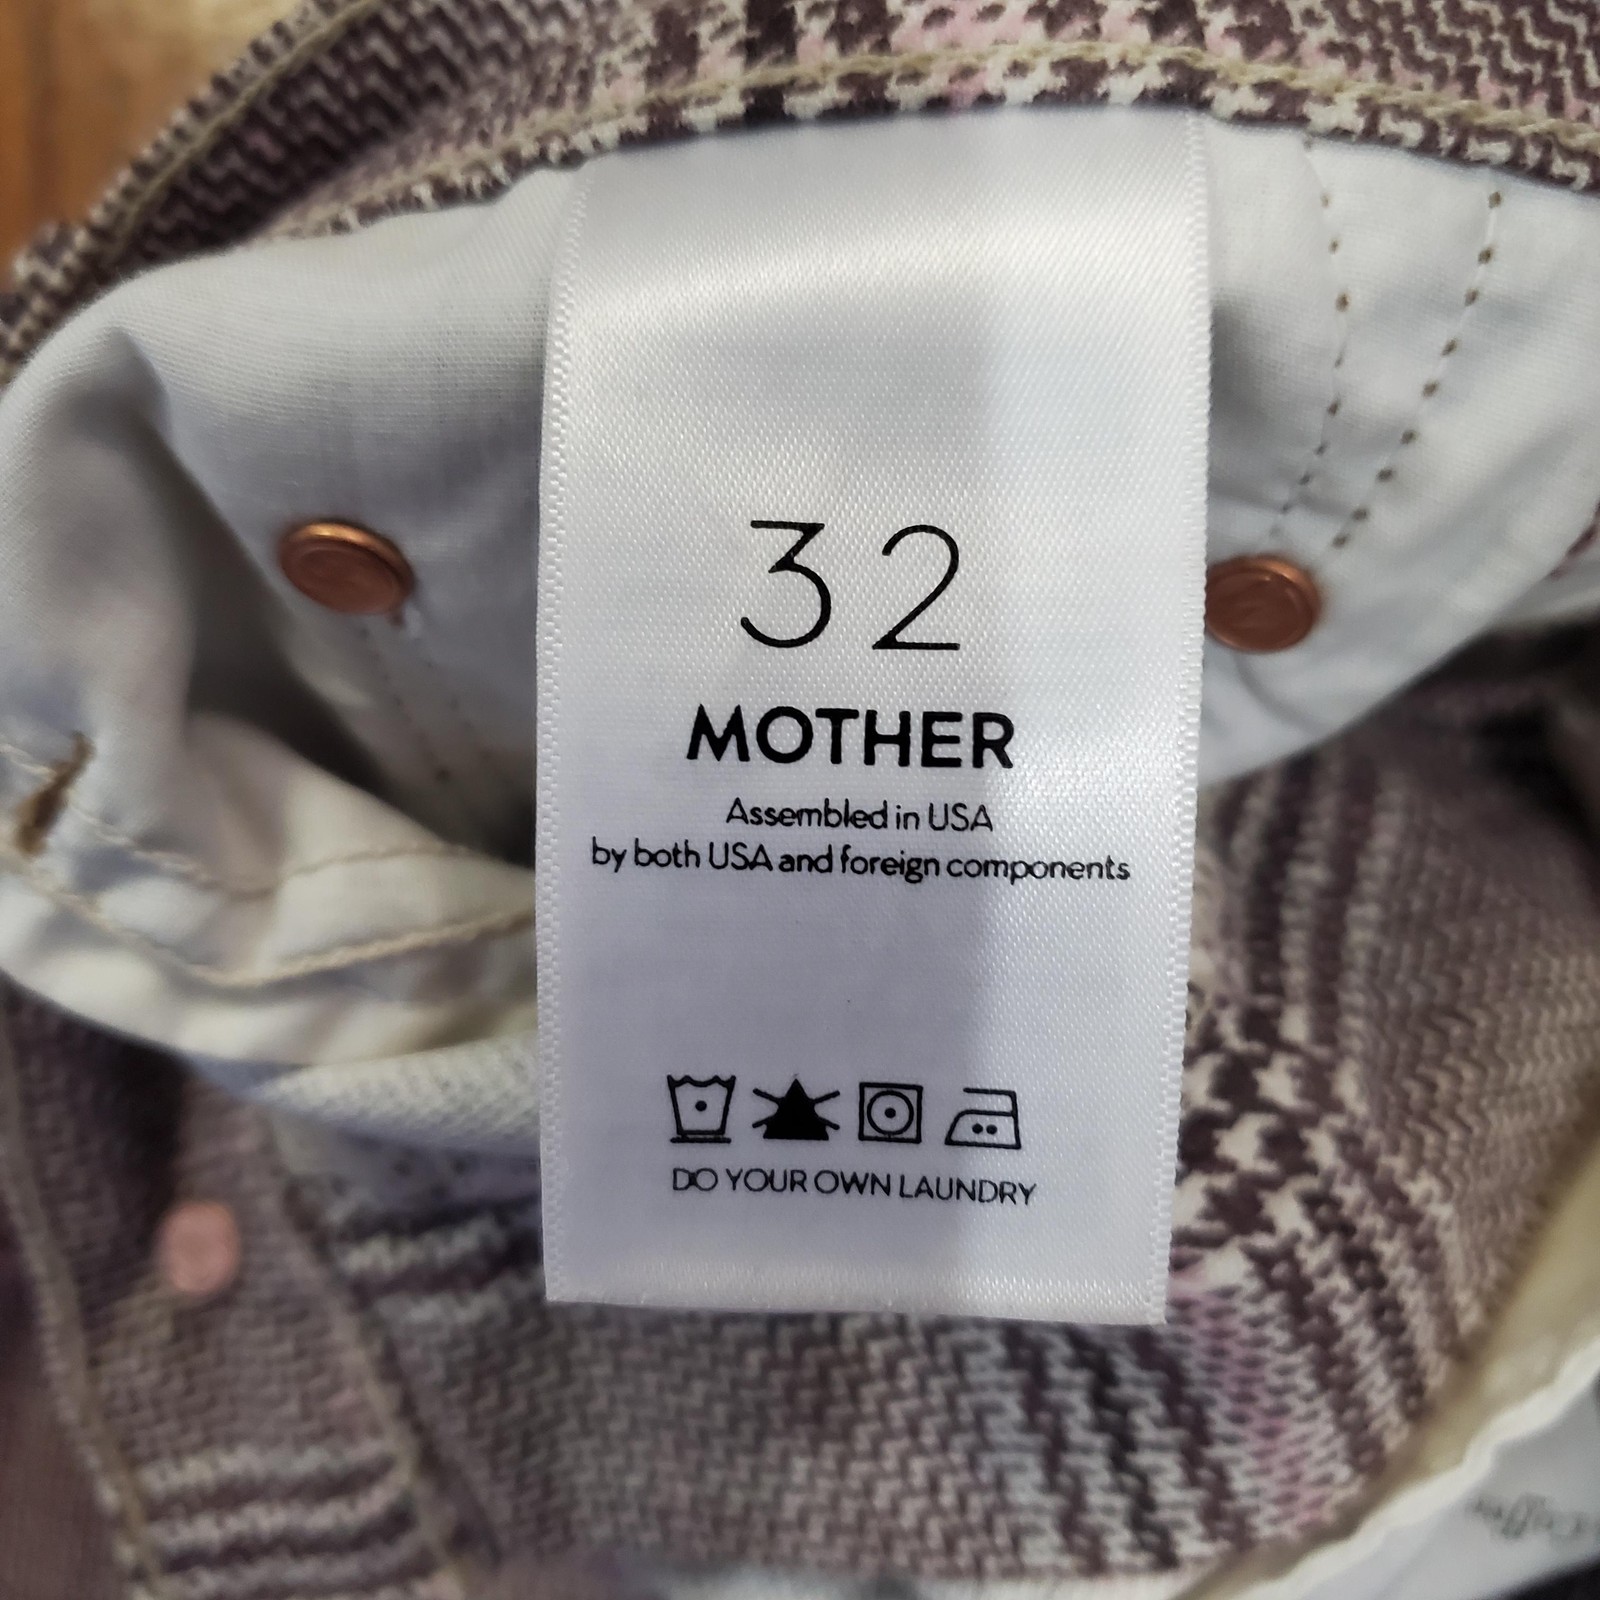 32
MOTHER
Assembled in USA
by both USA and foreign components
DO YOUR OWN LAUNDRY